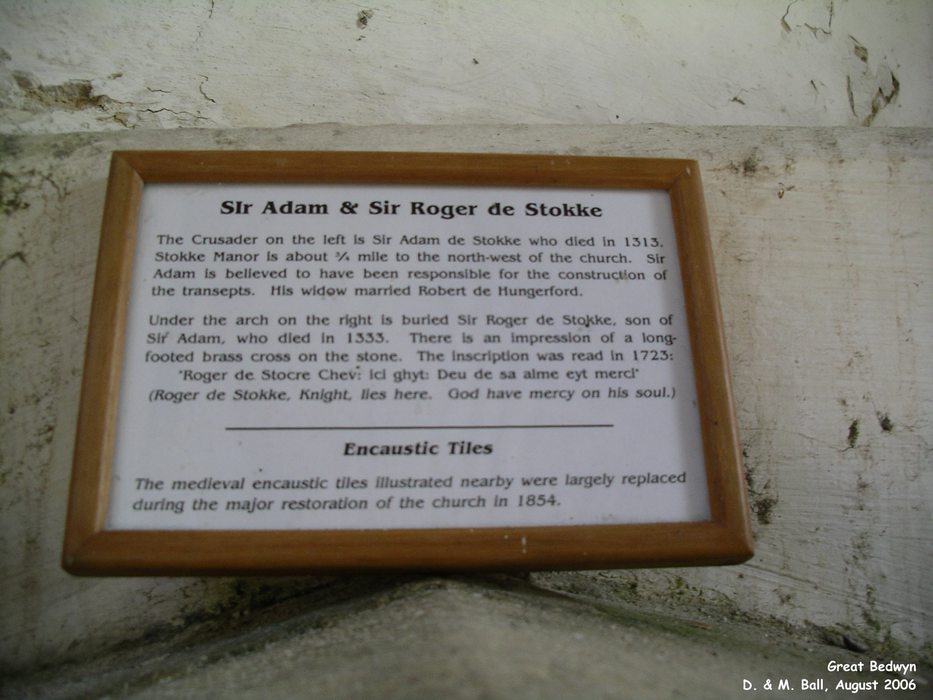 SIr Adam & Sir Roger de Stokke
The Crusader on the left is Sir Adam de Stokke who died in 1313.
Stokke Manor is about ¾ mile to the north-west of the church. Sir
Adam is believed to have been responsible for the construction of
the transepts. His widow married Robert de Hungerford.
Under the arch on the right is buried Sir Roger de Stokke, son of
Sir Adam, who died in 1333. There is an impression of a long-
footed brass cross on the stone. The inscription was read in 1723:
'Roger de Stocre Chev: ici ghyt: Deu de sa alme eyt merci'
(Roger de Stokke, Knight, lies here. God have mercy on his soul.)
Encaustic Tiles
The medieval encaustic tiles illustrated nearby were largely replaced
during the major restoration of the church in 1854.
Great Bedwyn
D. & M. Ball, August 2006